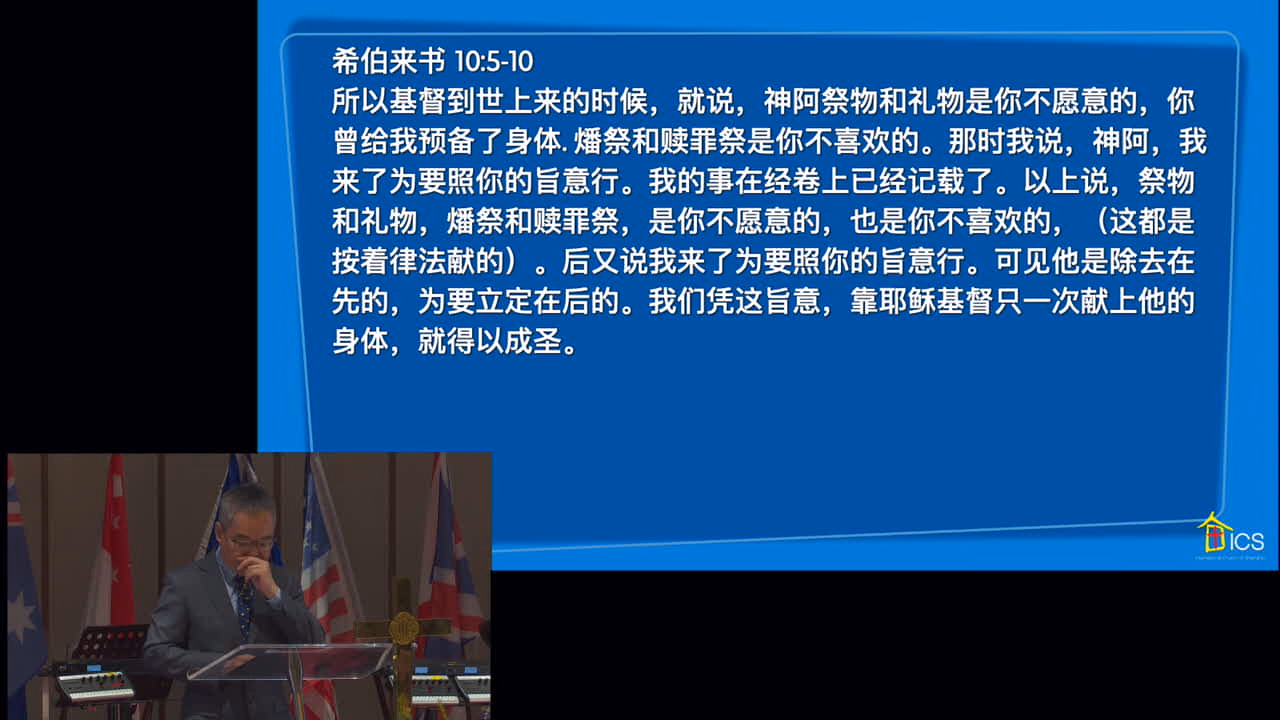 希伯来书 10:5-10
所以基督到世上来的时候，就说，神阿祭物和礼物是你不愿意的，你
曾给我预备了身体. 燔祭和赎罪祭是你不喜欢的。那时我说，神阿，我
来了为要照你的旨意行。我的事在经卷上已经记载了。以上说，祭物
和礼物，燔祭和赎罪祭，是你不愿意的，也是你不喜欢的，（这都是
按着律法献的）。后又说我来了为要照你的旨意行。可见他是除去在
先的，为要立定在后的。我们凭这旨意，靠耶稣基督只一次献上他的
身体，就得以成圣。
ICS